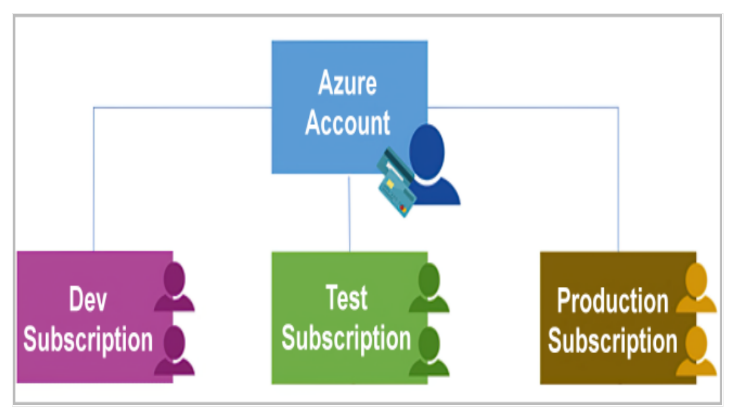 Azure
Account
Dev
Subscription
Test
Subscription
Production
Subscription